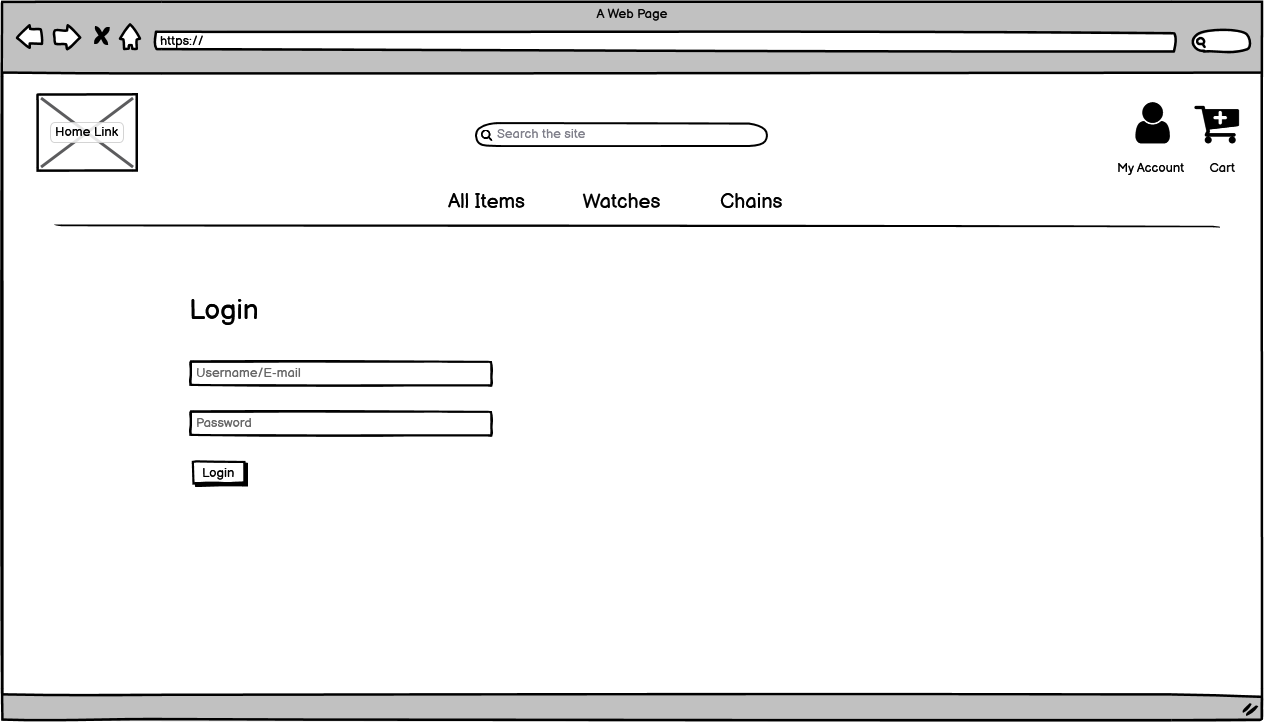 A Web Page
https://
Home Link
Search the site
My Account
Cart
All Items
Watches
Chains
Login
Username/E-mail
Password
Login